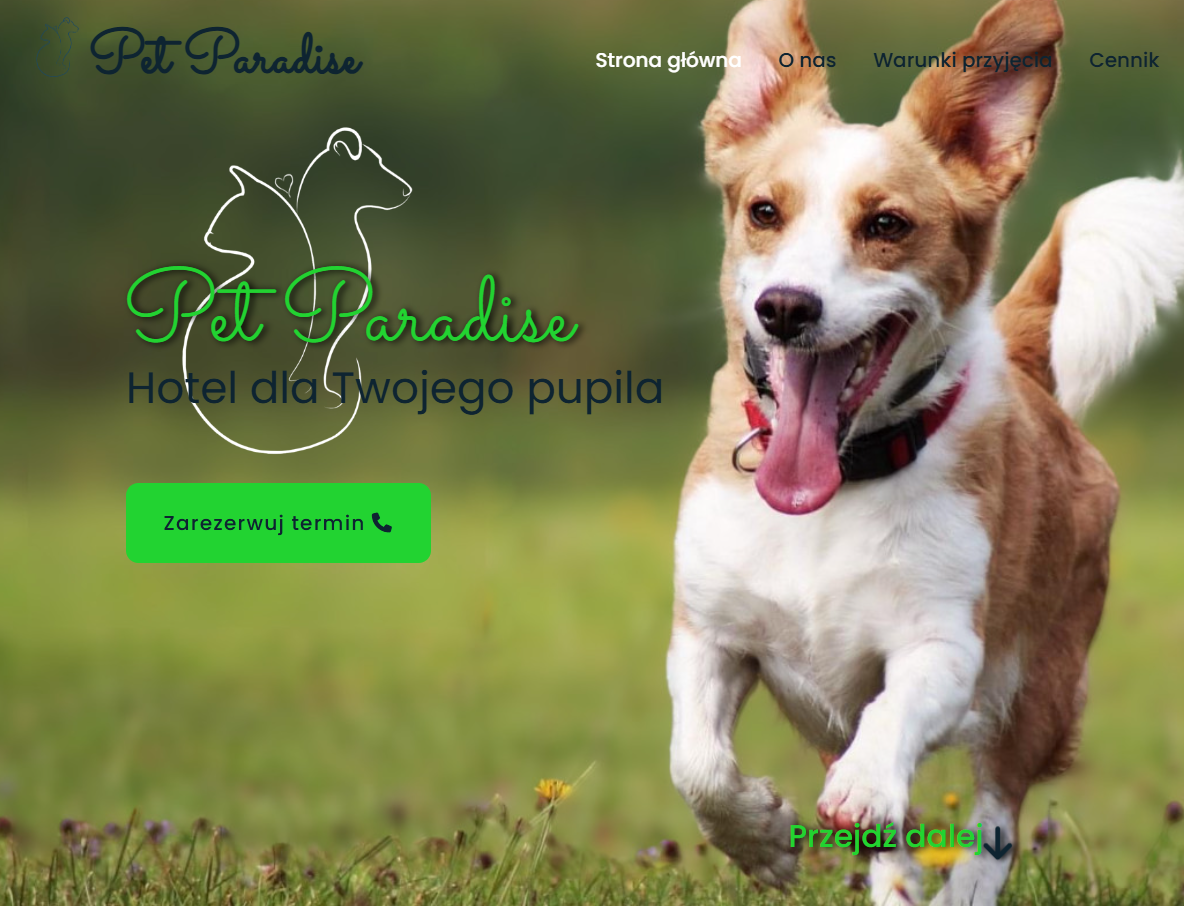 Pet Paradise
Strona główna
O nas
Warunki przyjęcia
Cennik
Pet Paradise
Hotel dla Twojego pupila
Zarezerwuj termin
Przejdź dalej